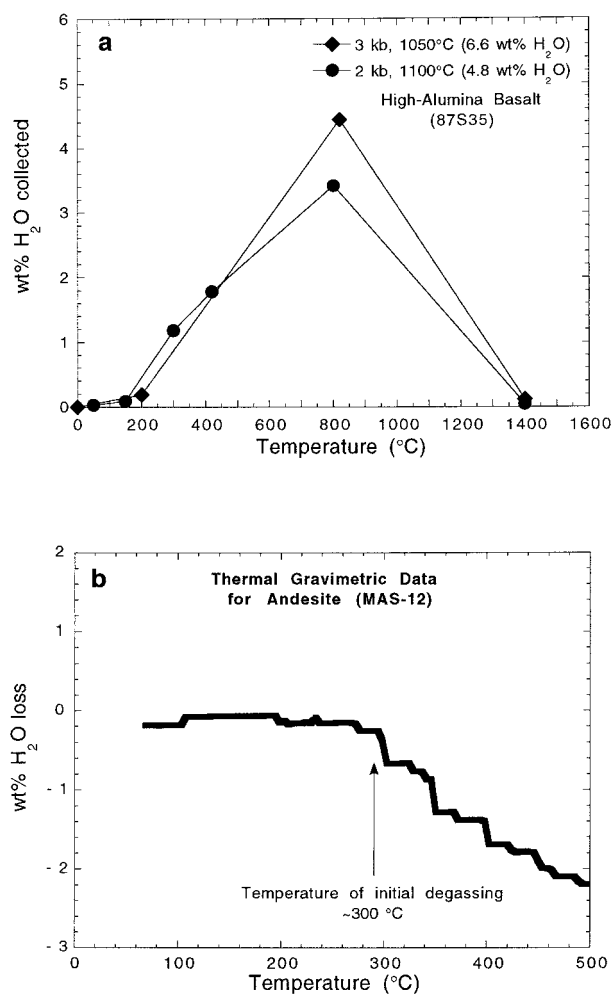 a
3 kb, 1050°C (6.6 wt% H₂O)
2 kb, 1100°C (4.8 wt% H₂O)
High-Alumina Basalt
(87S35)
6
5
4
3
2
1
0
wt% H₂O collected
0 200 400 600 800 1000 1200 1400 1600
Temperature (°C)
b
Thermal Gravimetric Data
for Andesite (MAS-12)
2
1
0
- 1
- 2
- 3
wt% H₂O loss
Temperature of initial degassing
~300 °C
0 100 200 300 400 500
Temperature (°C)